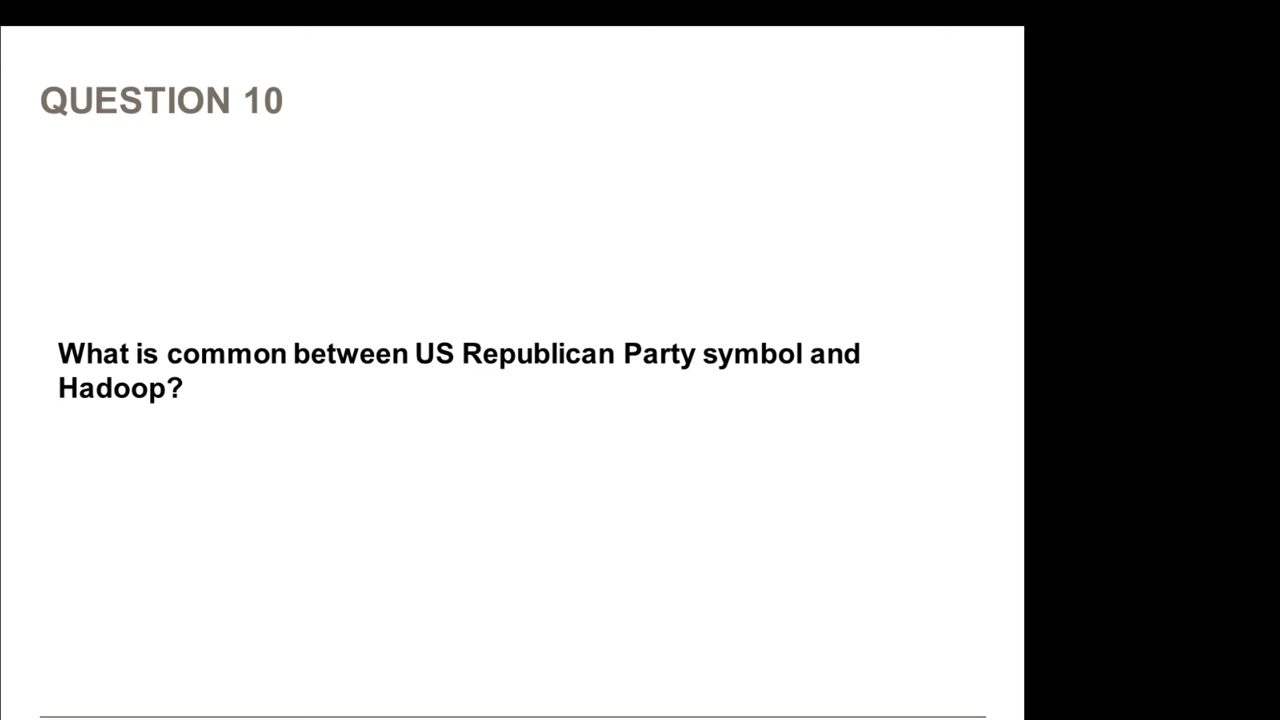 QUESTION 10
What is common between US Republican Party symbol and
Hadoop?